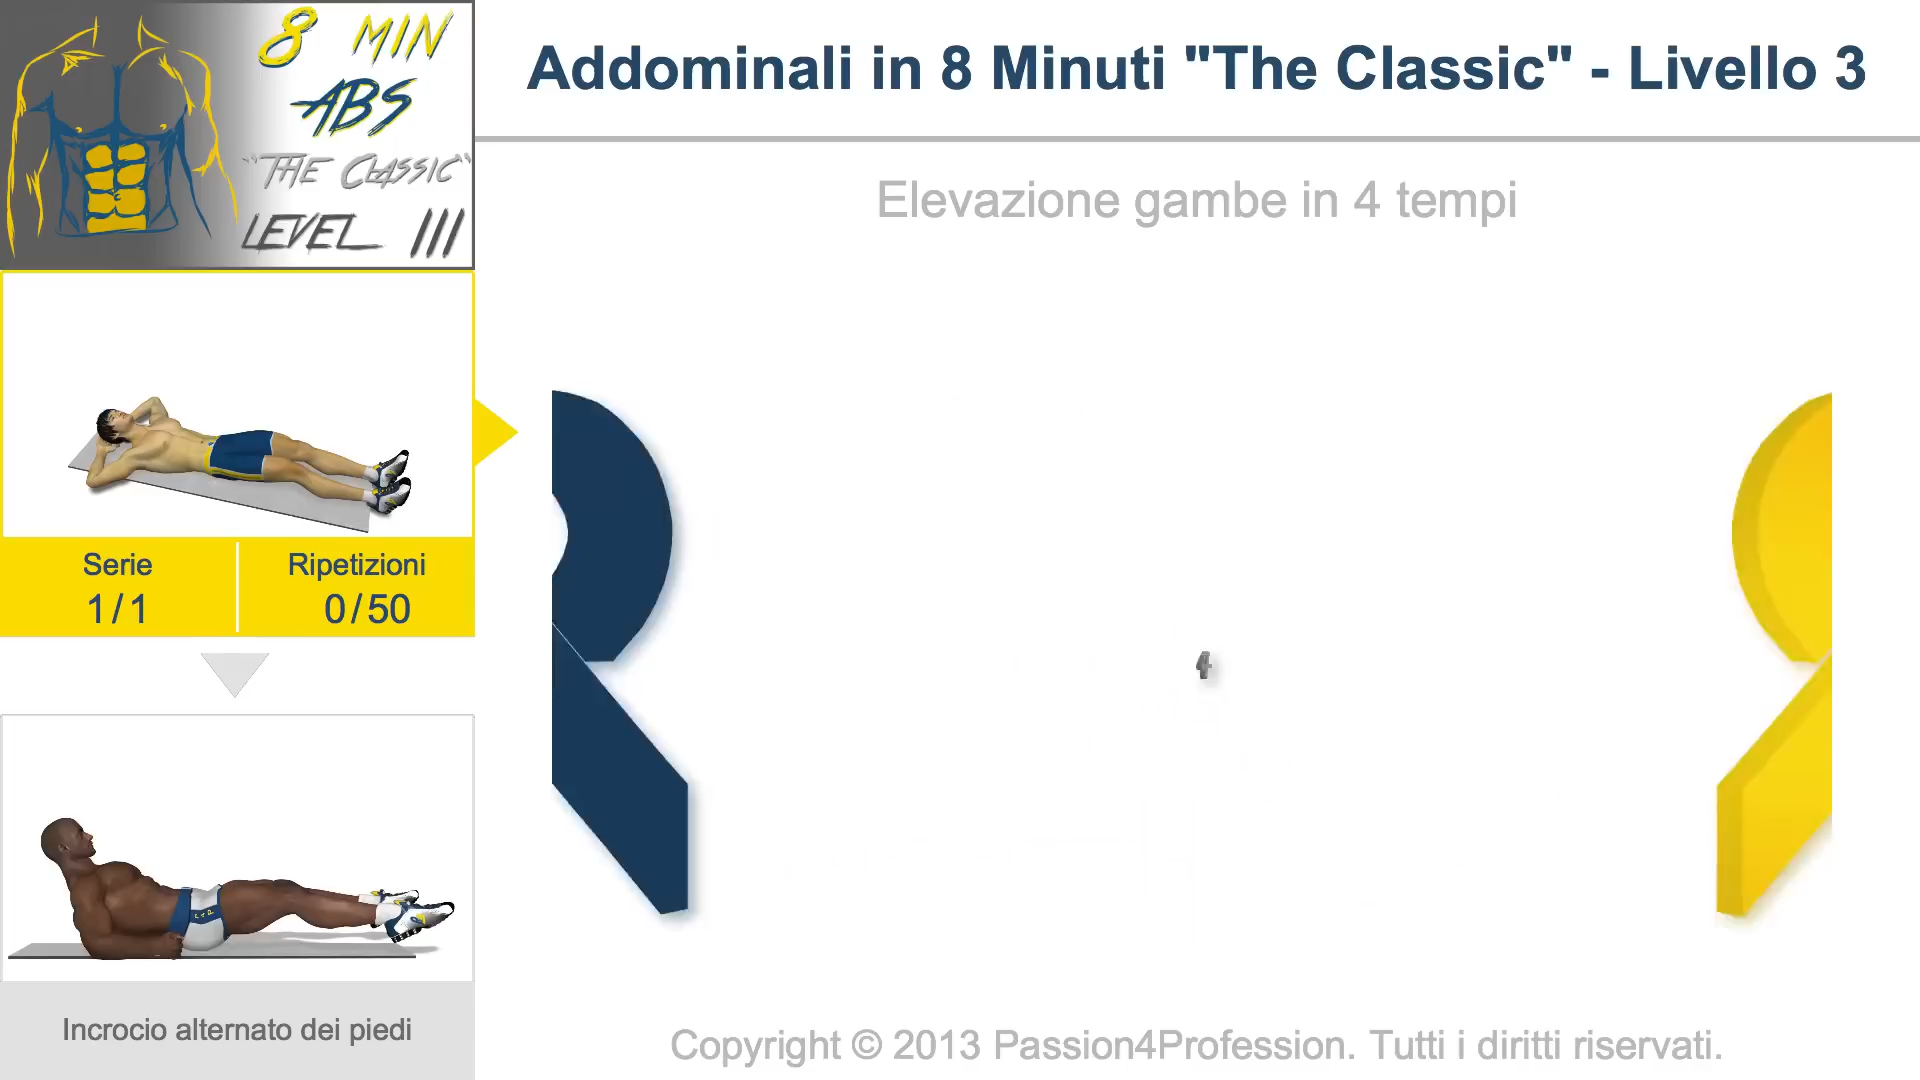 8 MIN
ABS
"THE CLASSIC"
LEVEL III
Addominali in 8 Minuti "The Classic" - Livello 3
Elevazione gambe in 4 tempi
Serie
1/1
Ripetizioni
0/50
4
Incrocio alternato dei piedi
Copyright © 2013 Passion4Profession. Tutti i diritti riservati.